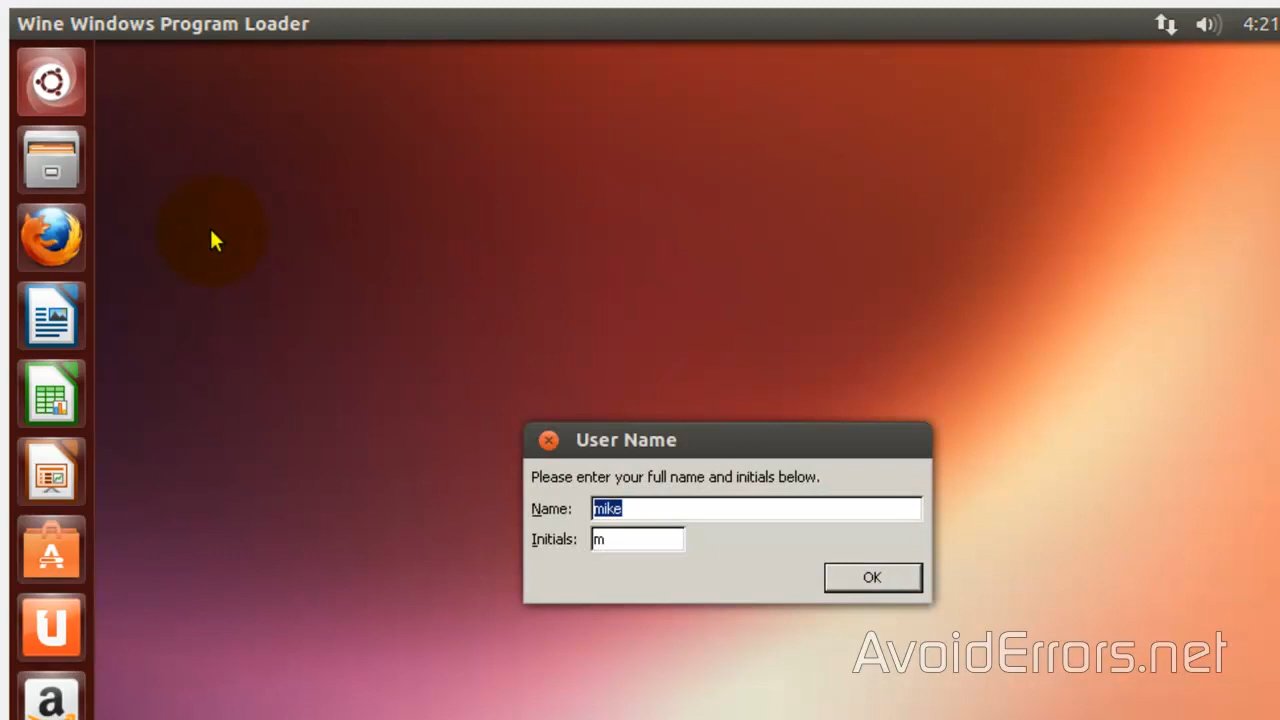 Wine Windows Program Loader
4:21
User Name
Please enter your full name and initials below.
Name: mike
Initials: m
OK
AvoidErrors.net